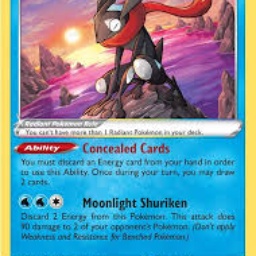 Radiant Pokémon Rule
You can't have more than 1 Radiant Pokémon in your deck.
Ability Concealed Cards
You must discard an Energy card from your hand in order
to use this Ability. Once during your turn, you may draw
2 cards.
Moonlight Shuriken
Discard 2 Energy from this Pokémon. This attack does
90 damage to 2 of your opponent's Pokémon. (Don't apply
Weakness and Resistance for Benched Pokémon.)